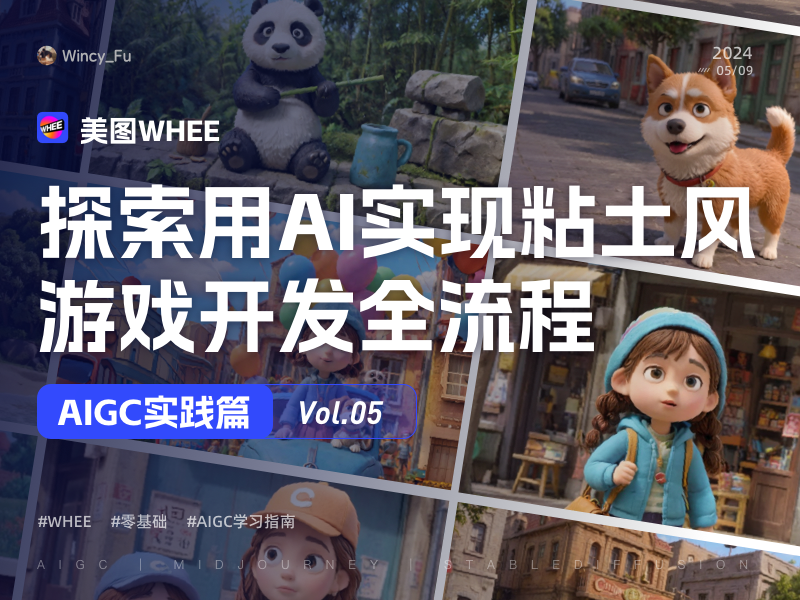 Wincy_Fu
2024
05/09
WHEE
美图WHEE
探索用AI实现粘土风
游戏开发全流程
AIGC实践篇
Vol.05
#WHEE #零基础 #AIGC学习指南
AIGC | MIDJOURNEY | STABLEDIFFUSION
C